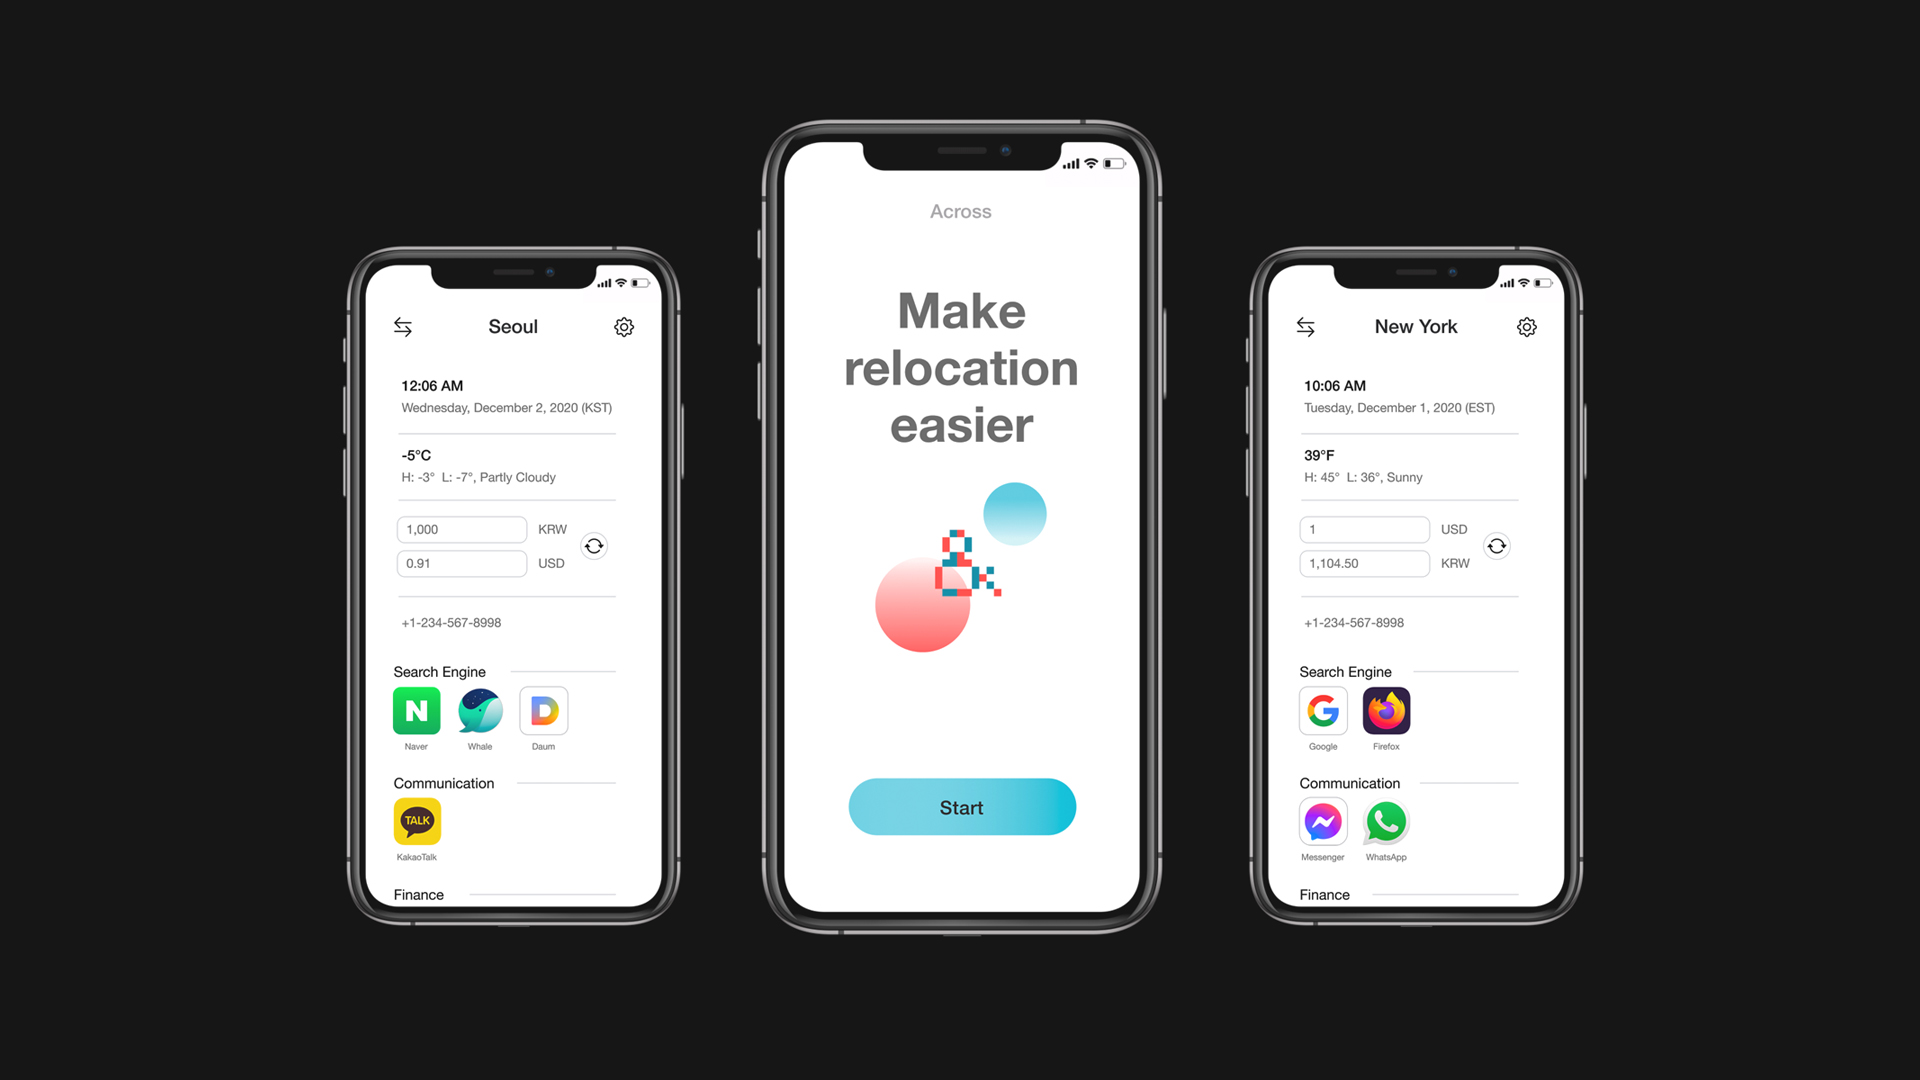 Seoul
12:06 AM
Wednesday, December 2, 2020 (KST)
-5°C
H: -3° L: -7°, Partly Cloudy
1,000 KRW
0.91 USD
+1-234-567-8998
Search Engine
N
D
Naver Whale Daum
Communication
TALK
KakaoTalk
Finance
Across
Make
relocation
easier
Start
New York
10:06 AM
Tuesday, December 1, 2020 (EST)
39°F
H: 45° L: 36°, Sunny
1 USD
1,104.50 KRW
+1-234-567-8998
Search Engine
G
Google Firefox
Communication
Messenger WhatsApp
Finance